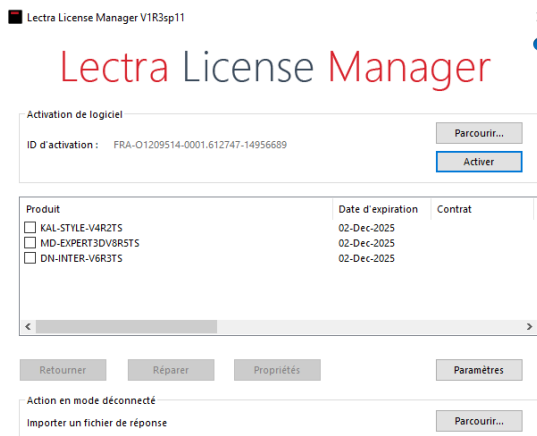 Lectra License Manager V1R3sp11
Lectra License Manager
Activation de logiciel
Parcourir...
ID d'activation : FRA-O1209514-0001.612747-14956689
Activer
Produit Date d'expiration Contrat
KAL-STYLE-V4R2TS 02-Dec-2025
MD-EXPERT3DV8R5TS 02-Dec-2025
DN-INTER-V6R3TS 02-Dec-2025
Retourner Réparer Propriétés Paramètres
Action en mode déconnecté
Importer un fichier de réponse Parcourir...